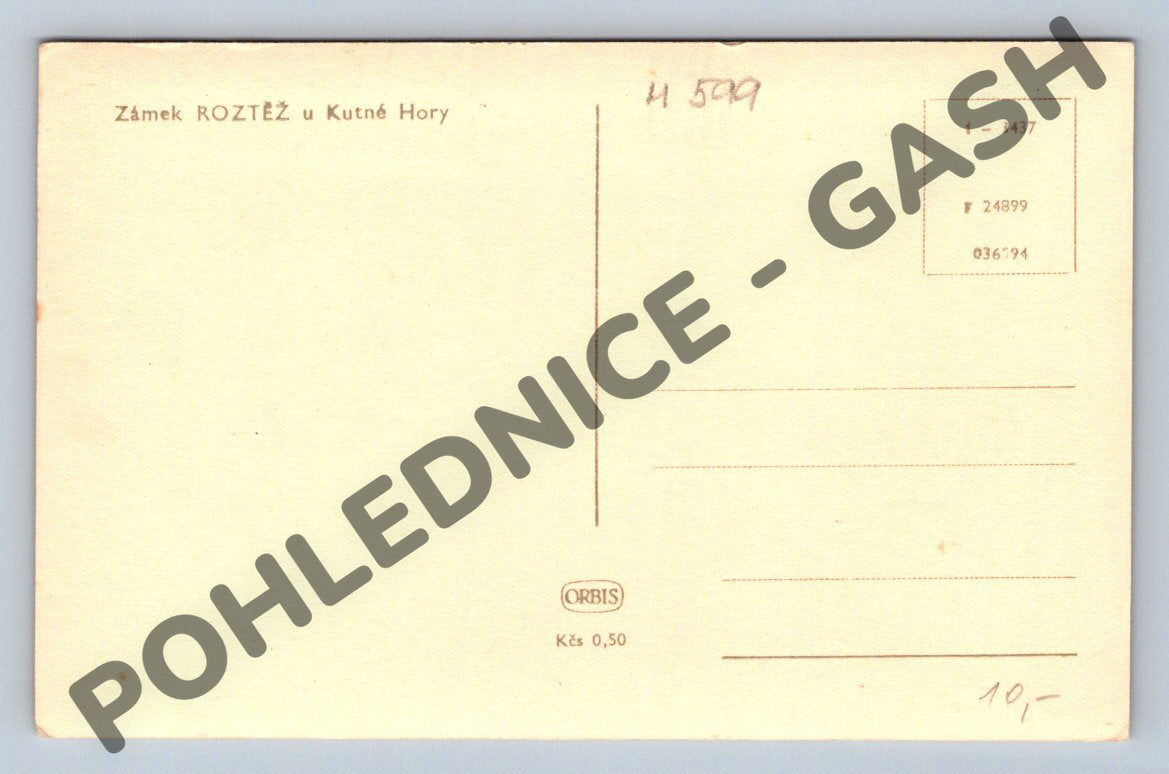 Zámek ROZTĚŽ u Kutné Hory
H 599
F 24899
ORBIS
Kčs 0,50
10,-
POHLEDNICE - GASH